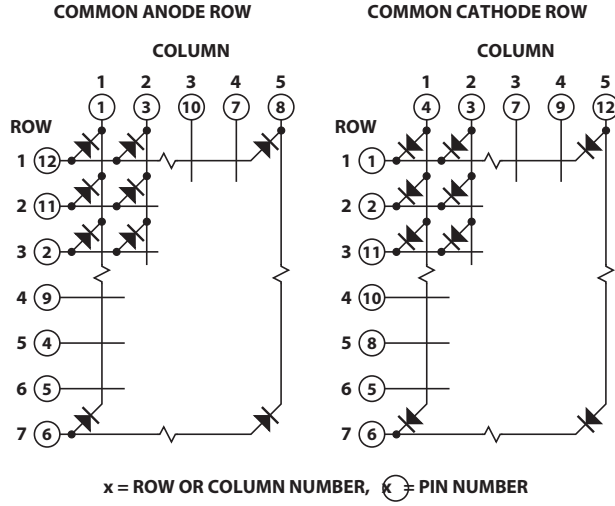 COMMON ANODE ROW
COLUMN
1 2 3 4 5
1 3 10 7 8
ROW
1 12
2 11
3 2
4 9
5 4
6 5
7 6
COMMON CATHODE ROW
COLUMN
1 2 3 4 5
4 3 7 9 12
ROW
1 1
2 2
3 11
4 10
5 8
6 5
7 6
x = ROW OR COLUMN NUMBER, x = PIN NUMBER